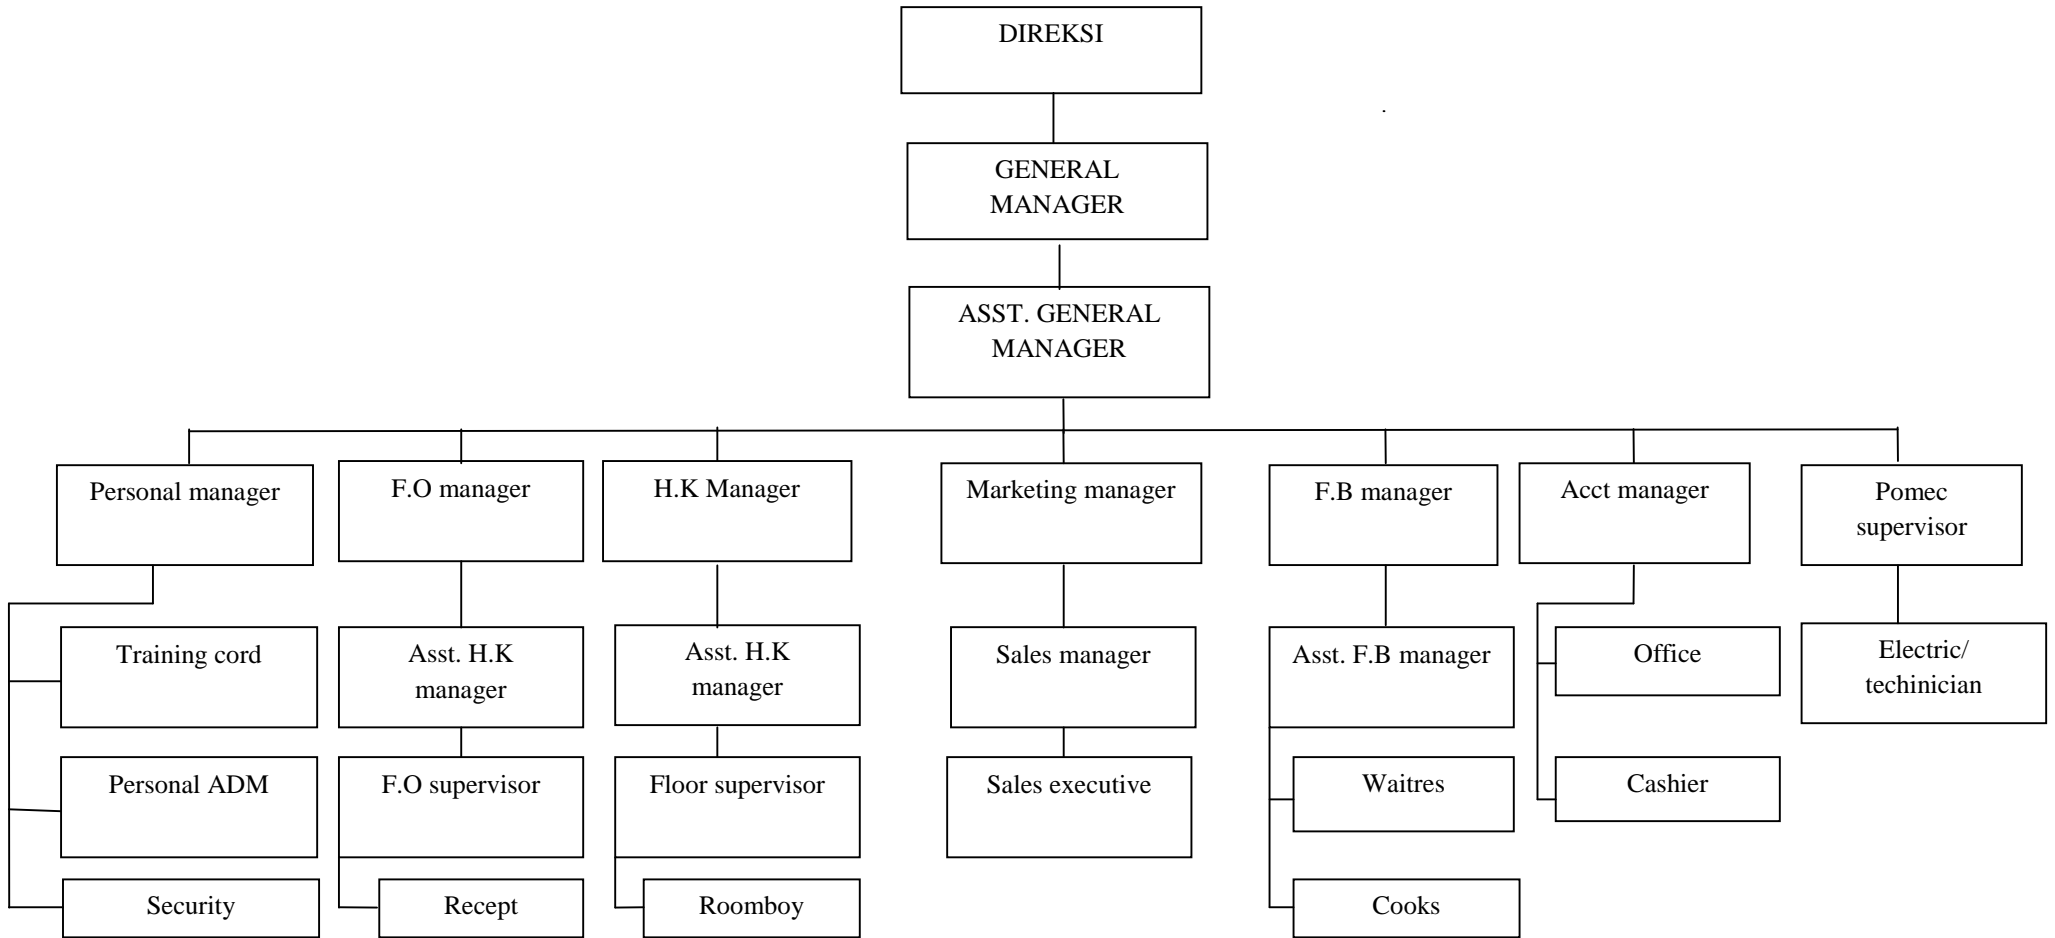 DIREKSI
GENERAL
MANAGER
ASST. GENERAL
MANAGER
Personal manager
F.O manager
H.K Manager
Marketing manager
F.B manager
Acct manager
Pomec
supervisor
Training cord
Asst. H.K
manager
Asst. H.K
manager
Sales manager
Asst. F.B manager
Office
Electric/
techinician
Personal ADM
F.O supervisor
Floor supervisor
Sales executive
Waitres
Cashier
Security
Recept
Roomboy
Cooks